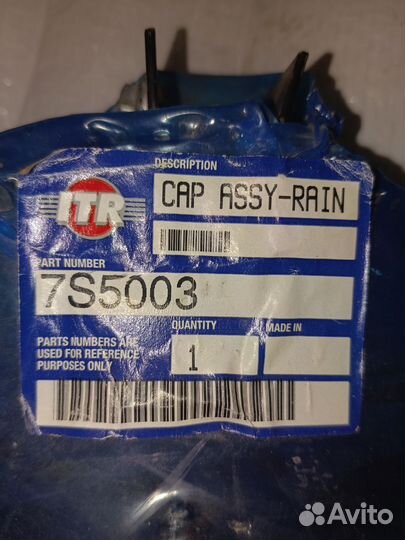 ITR
DESCRIPTION
CAP ASSY-RAIN
PART NUMBER
7S5003
PARTS NUMBERS ARE
USED FOR REFERENCE
PURPOSES ONLY
QUANTITY
1
MADE IN
Avito